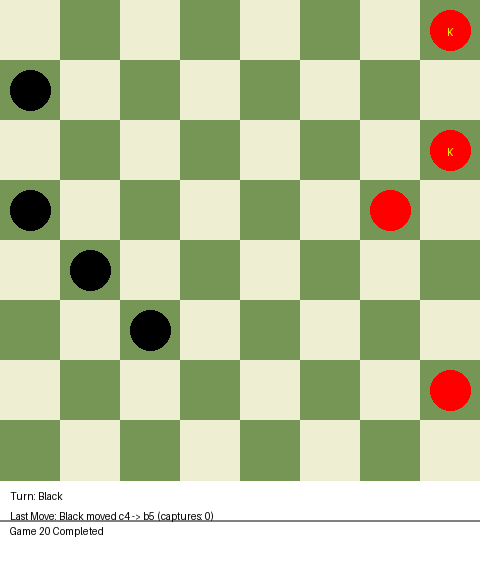 K
K
Turn: Black
Last Move: Black moved c4 -> b5 (captures: 0)
Game 20 Completed